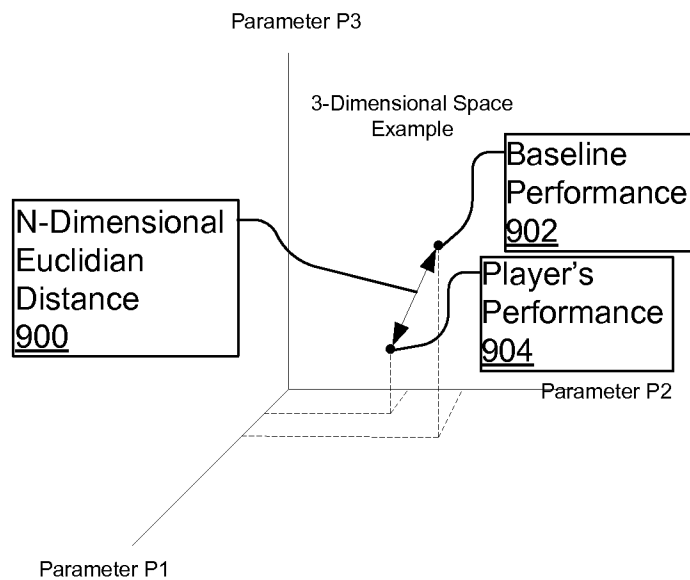 Parameter P3
3-Dimensional Space
Example
Baseline
Performance
902
N-Dimensional
Euclidian
Distance
900
Player's
Performance
904
Parameter P2
Parameter P1